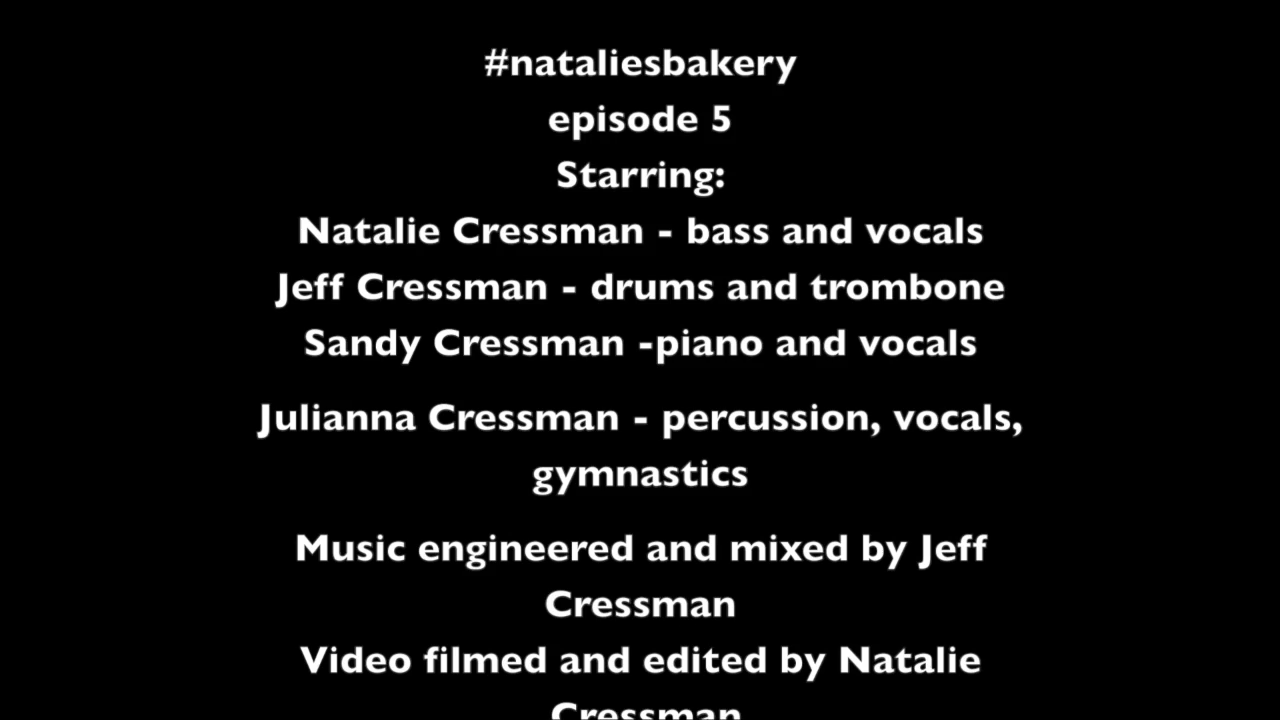 #nataliesbakery
episode 5
Starring:
Natalie Cressman - bass and vocals
Jeff Cressman - drums and trombone
Sandy Cressman -piano and vocals
Julianna Cressman - percussion, vocals,
gymnastics
Music engineered and mixed by Jeff
Cressman
Video filmed and edited by Natalie
Cressman